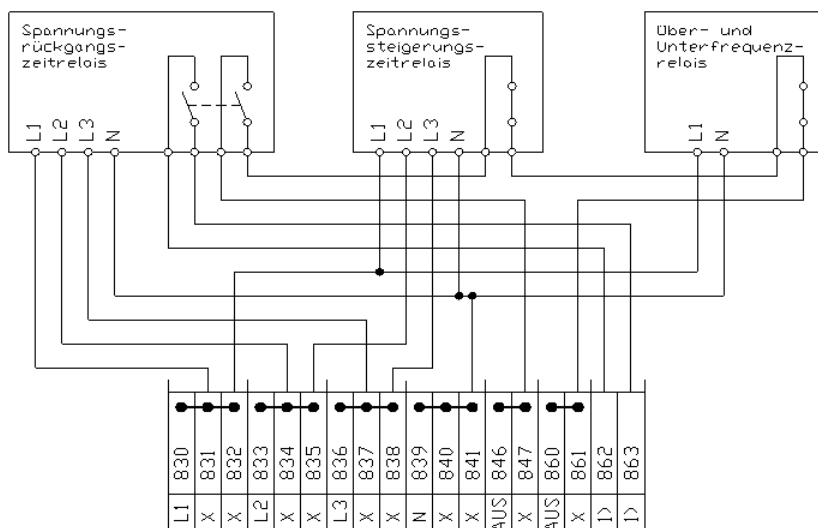 Spannungs-
rückgangs-
zeitrelais
Spannungs-
steigerungs-
zeitrelais
Über- und
Unterfrequenz-
relais
L1
L2
L3
N
L1
L2
L3
N
L1
N
830
831
832
833
834
835
836
837
838
839
840
841
846
847
860
861
862
863
L1
X
X
L2
X
X
L3
X
X
N
X
X
AUS
X
AUS
X
1>
1>